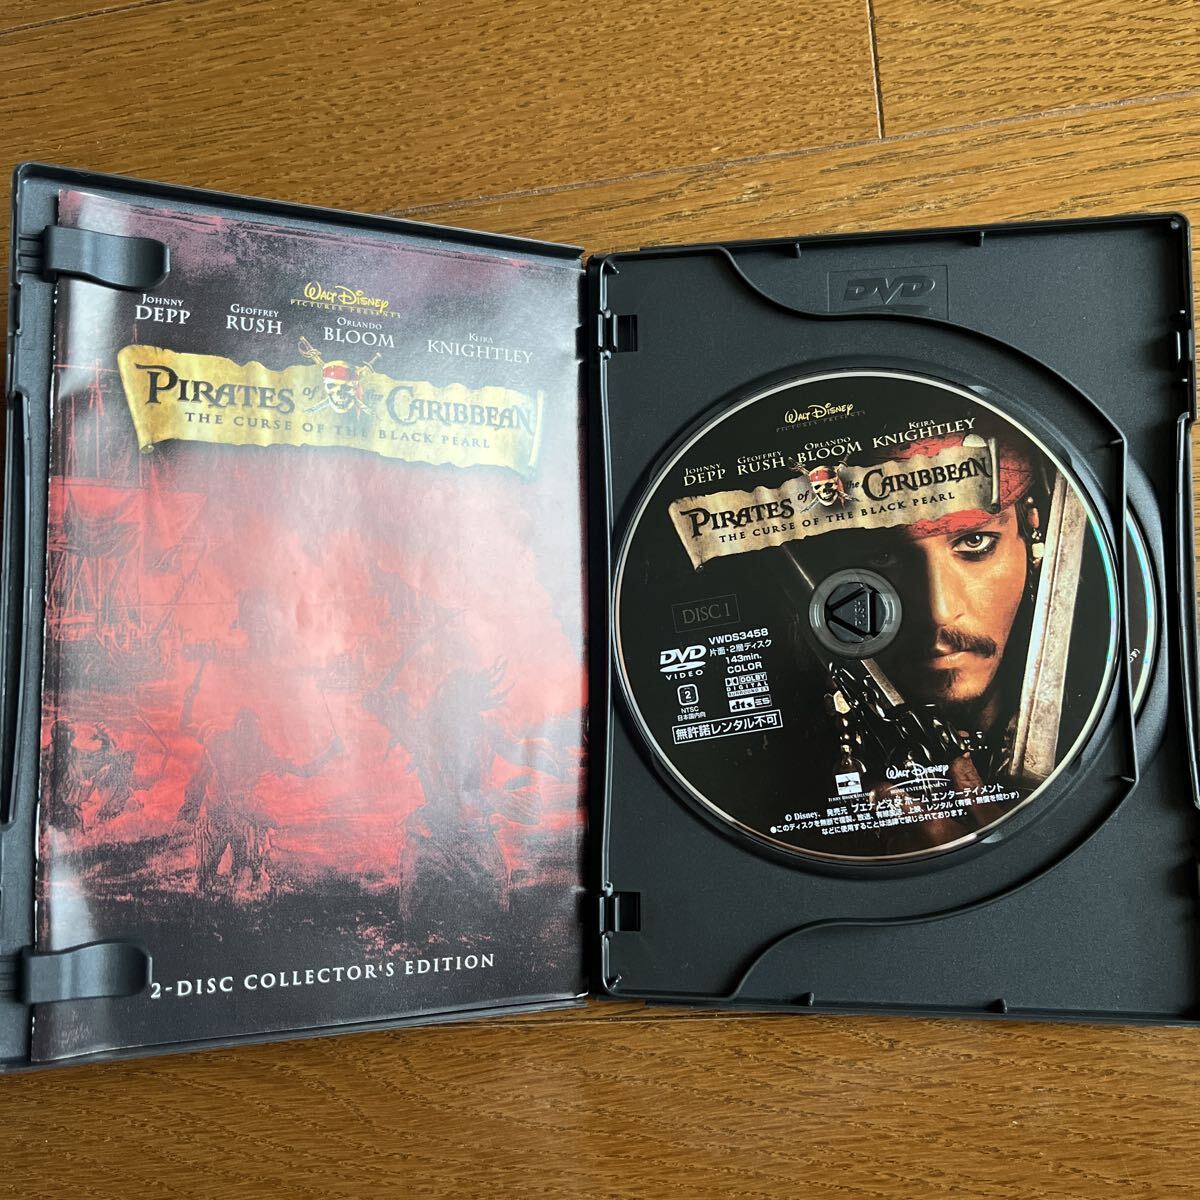 WALT DISNEY
PICTURES PRESENTS
JOHNNY
DEPP
GEOFFREY
RUSH
ORLANDO
BLOOM
KEIRA
KNIGHTLEY
PIRATES of the CARIBBEAN
THE CURSE OF THE BLACK PEARL
2-DISC COLLECTOR'S EDITION
DVD
WALT DISNEY
PICTURES PRESENTS
JOHNNY
DEPP
GEOFFREY
RUSH
ORLANDO
BLOOM
KEIRA
KNIGHTLEY
PIRATES of the CARIBBEAN
THE CURSE OF THE BLACK PEARL
DISC 1
PUSH
VWDS3458
片面・2層ディスク
143min.
COLOR
DVD
VIDEO
DOLBY
DIGITAL
SURROUND EX
2
NTSC
日本国内向
dts ES
無許諾レンタル不可
WALT DISNEY
HOME ENTERTAINMENT
© Disney. 発売元 ブエナ ビスタ ホーム エンターテイメント
●このディスクを無断で複製、放送、有線放送、上映、レンタル(有償・無償を問わず)
などに使用することは法律で禁じられております。